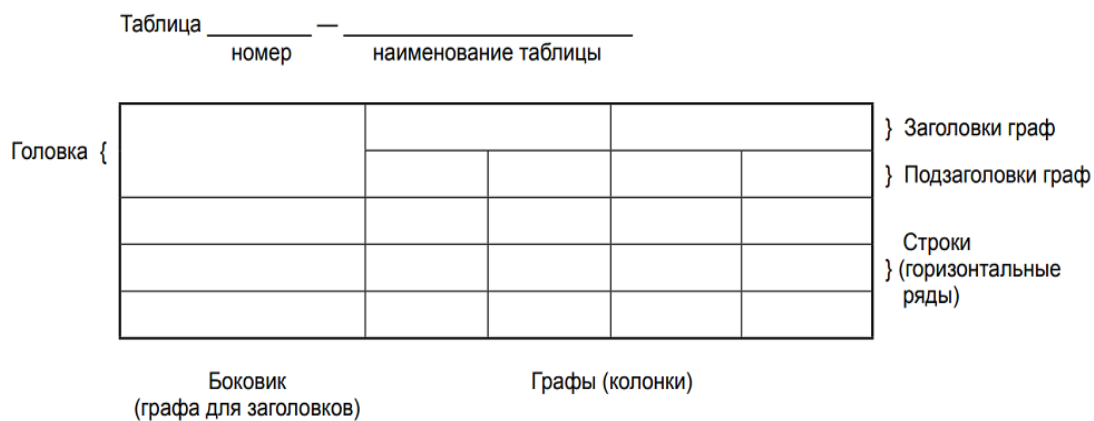 Таблица ________ — ______________________
номер наименование таблицы
Головка { } Заголовки граф
} Подзаголовки граф
Строки
} (горизонтальные
ряды)
Боковик Графы (колонки)
(графа для заголовков)